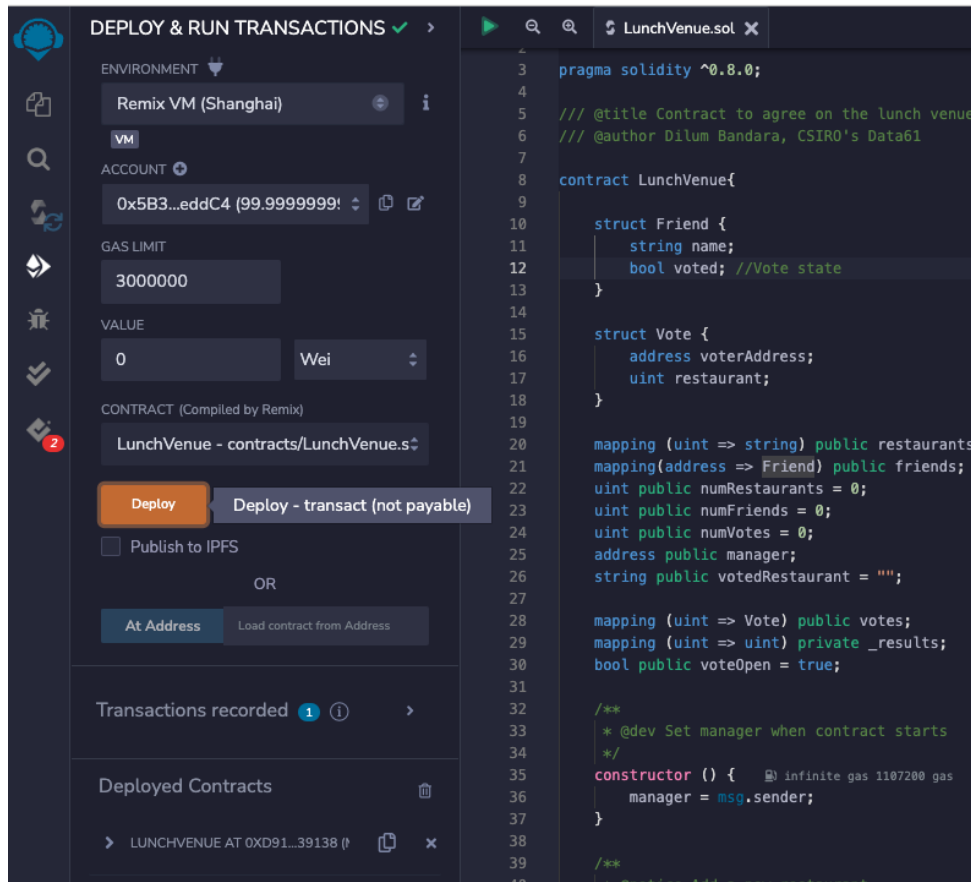 DEPLOY & RUN TRANSACTIONS
ENVIRONMENT
Remix VM (Shanghai)
VM
ACCOUNT
0x5B3...eddC4 (99.9999999
GAS LIMIT
3000000
VALUE
0
Wei
CONTRACT (Compiled by Remix)
LunchVenue - contracts/LunchVenue.s
Deploy
Deploy - transact (not payable)
Publish to IPFS
OR
At Address
Load contract from Address
Transactions recorded 1 i
Deployed Contracts
LUNCHVENUE AT 0XD91...39138 (
2
LunchVenue.sol
2
3 pragma solidity ^0.8.0;
4
5 /// @title Contract to agree on the lunch venue
6 /// @author Dilum Bandara, CSIRO's Data61
7
8 contract LunchVenue{
9
10 struct Friend {
11 string name;
12 bool voted; //Vote state
13 }
14
15 struct Vote {
16 address voterAddress;
17 uint restaurant;
18 }
19
20 mapping (uint => string) public restaurants
21 mapping(address => Friend) public friends;
22 uint public numRestaurants = 0;
23 uint public numFriends = 0;
24 uint public numVotes = 0;
25 address public manager;
26 string public votedRestaurant = "";
27
28 mapping (uint => Vote) public votes;
29 mapping (uint => uint) private _results;
30 bool public voteOpen = true;
31
32 /**
33 * @dev Set manager when contract starts
34 */
35 constructor () { infinite gas 1107200 gas
36 manager = msg.sender;
37 }
38
39 /**